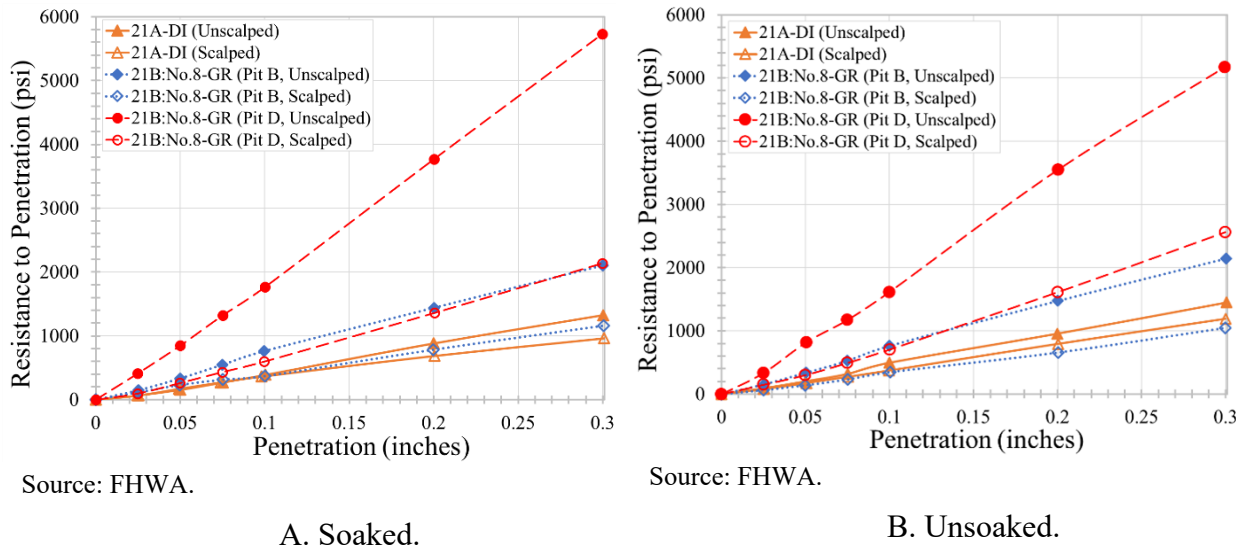 6000
5000
4000
3000
2000
1000
0
Resistance to Penetration (psi)
21A-DI (Unscalped)
21A-DI (Scalped)
21B:No.8-GR (Pit B, Unscalped)
21B:No.8-GR (Pit B, Scalped)
21B:No.8-GR (Pit D, Unscalped)
21B:No.8-GR (Pit D, Scalped)
0 0.05 0.1 0.15 0.2 0.25 0.3
Penetration (inches)
Source: FHWA.
A. Soaked.
6000
5000
4000
3000
2000
1000
0
Resistance to Penetration (psi)
21A-DI (Unscalped)
21A-DI (Scalped)
21B:No.8-GR (Pit B, Unscalped)
21B:No.8-GR (Pit B, Scalped)
21B:No.8-GR (Pit D, Unscalped)
21B:No.8-GR (Pit D, Scalped)
0 0.05 0.1 0.15 0.2 0.25 0.3
Penetration (inches)
Source: FHWA.
B. Unsoaked.